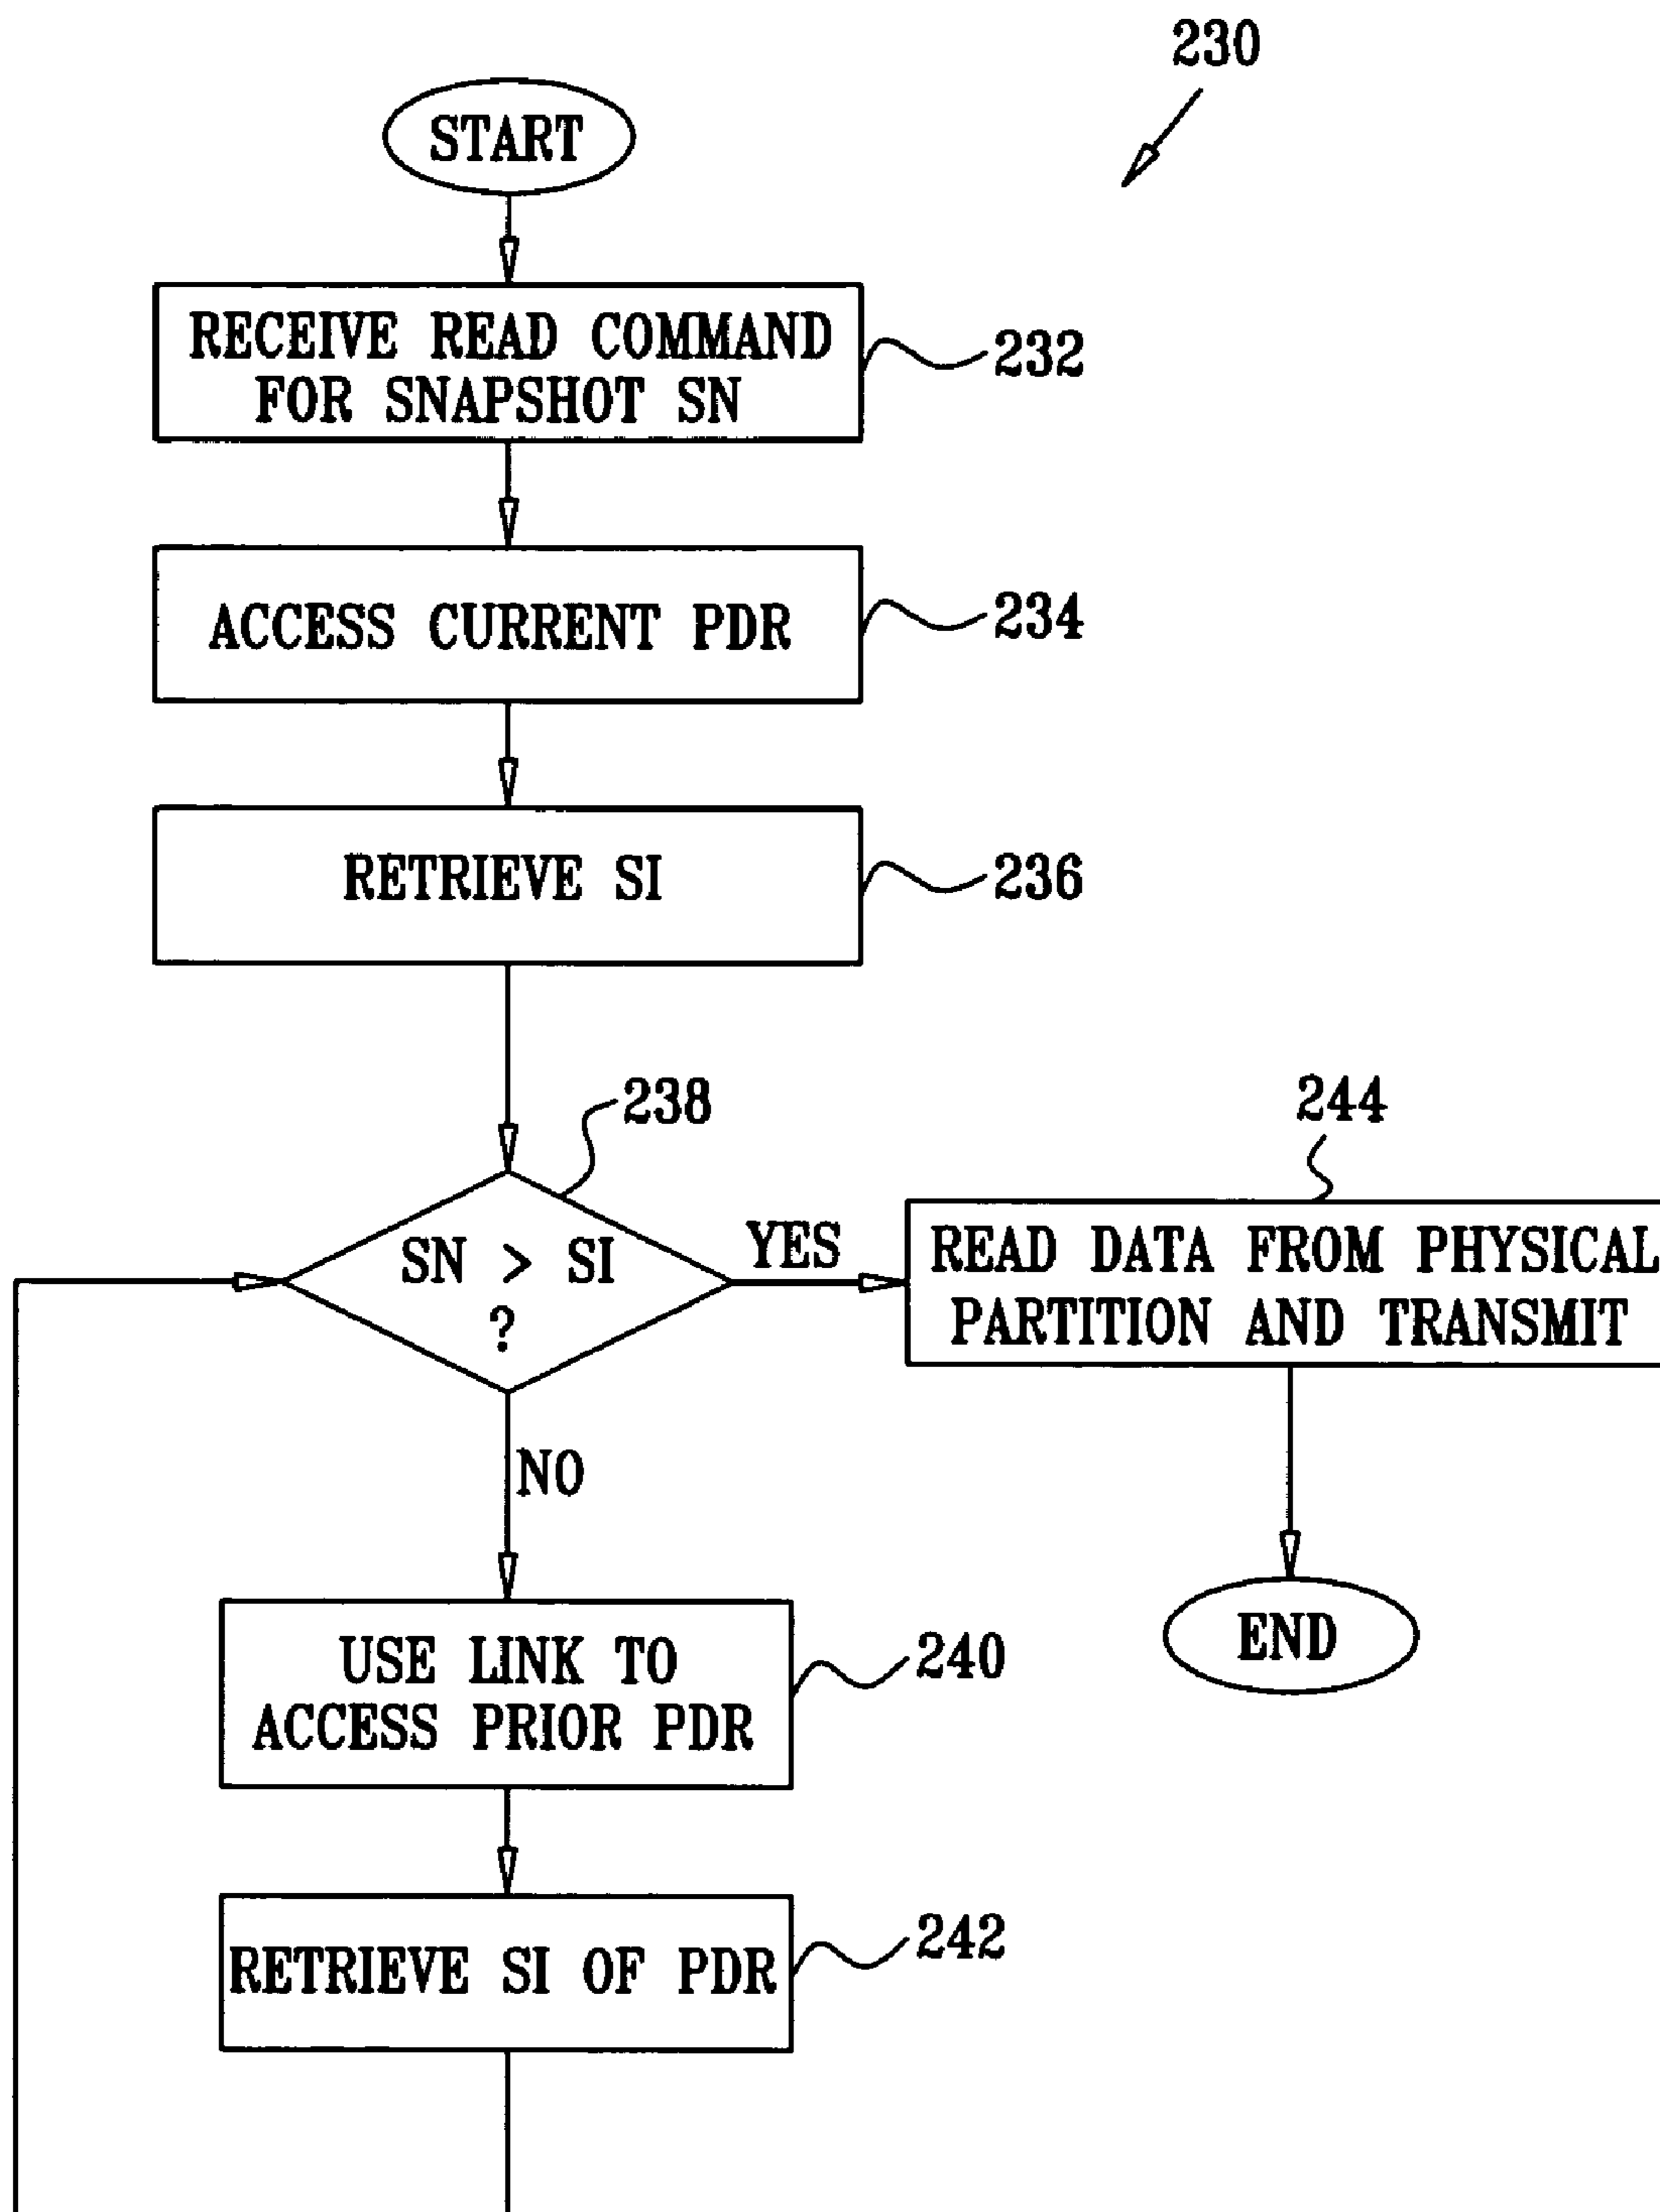 230
START
RECEIVE READ COMMAND
FOR SNAPSHOT SN
232
ACCESS CURRENT PDR
234
RETRIEVE SI
236
238
SN > SI
?
YES
244
READ DATA FROM PHYSICAL
PARTITION AND TRANSMIT
NO
END
USE LINK TO
ACCESS PRIOR PDR
240
RETRIEVE SI OF PDR
242